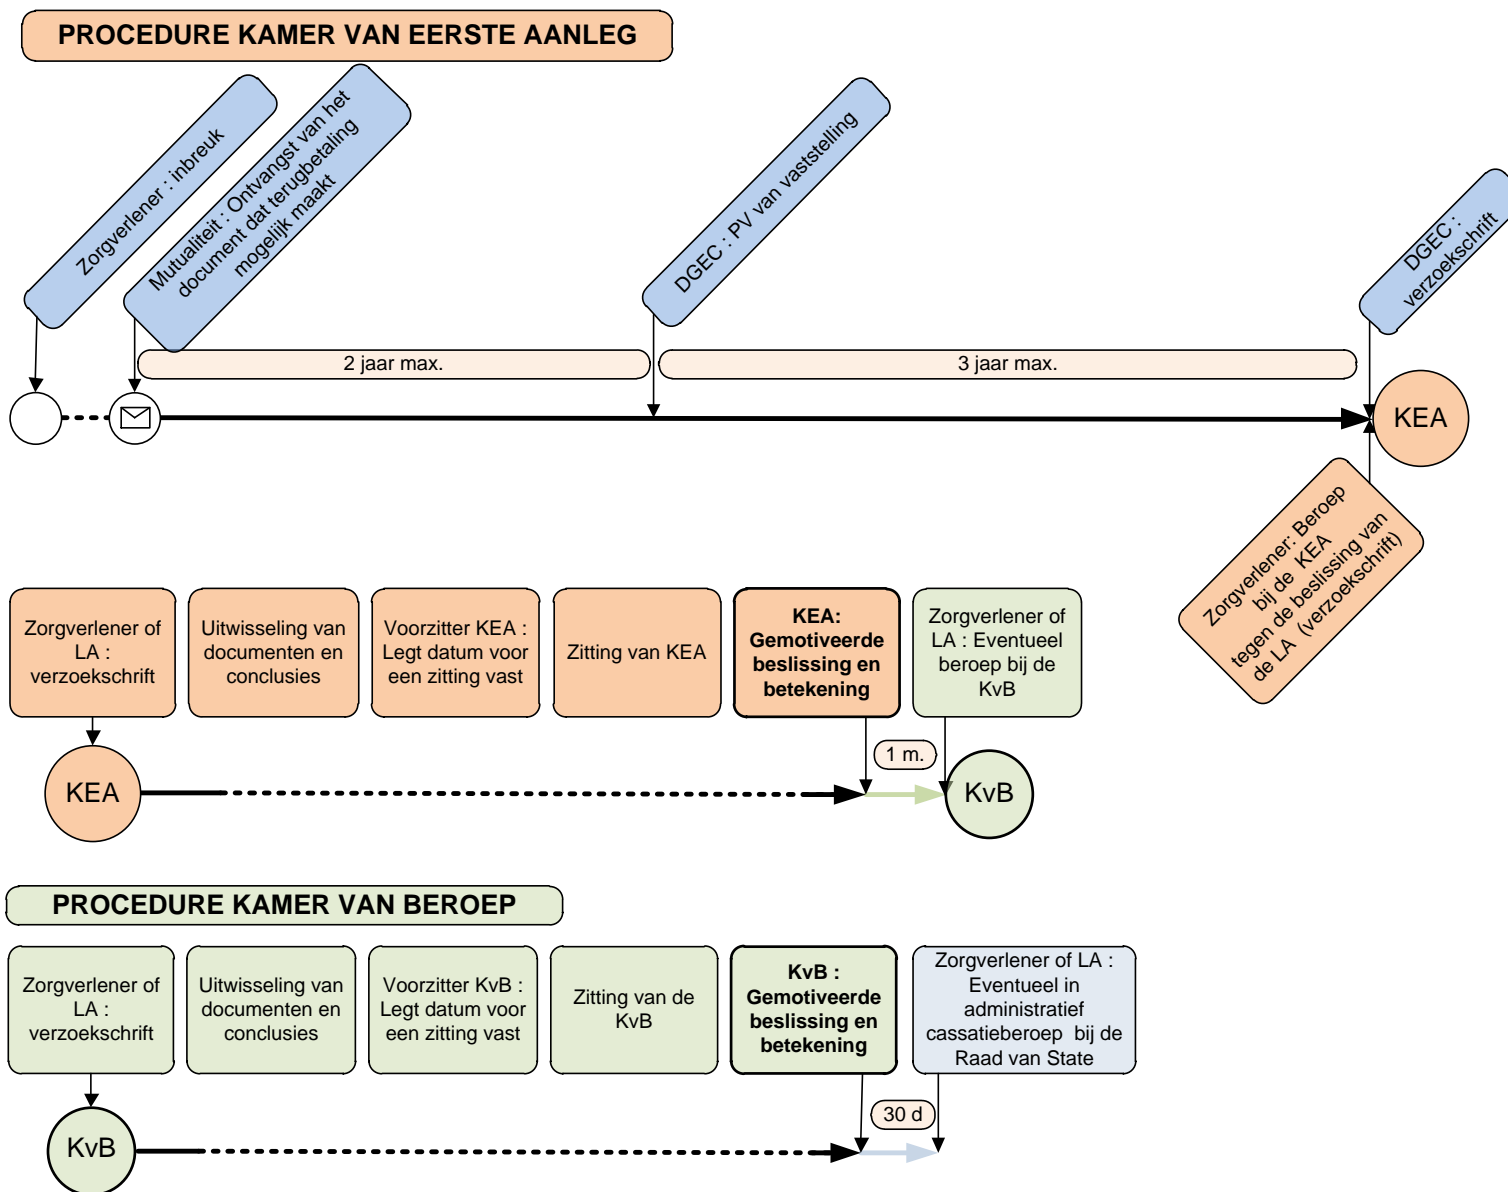 PROCEDURE KAMER VAN EERSTE AANLEG
Zorgverlener : inbreuk
Mutualiteit : Ontvangst van het
document dat terugbetaling
mogelijk maakt
DGEC : PV van vaststelling
DGEC :
verzoekschrift
2 jaar max.
3 jaar max.
KEA
Zorgverlener: Beroep
bij de KEA
tegen de beslissing van
de LA (verzoekschrift)
Zorgverlener of
LA :
verzoekschrift
Uitwisseling van
documenten en
conclusies
Voorzitter KEA :
Legt datum voor
een zitting vast
Zitting van KEA
KEA:
Gemotiveerde
beslissing en
betekening
Zorgverlener of
LA : Eventueel
beroep bij de
KvB
1 m.
KEA
KvB
PROCEDURE KAMER VAN BEROEP
Zorgverlener of
LA :
verzoekschrift
Uitwisseling van
documenten en
conclusies
Voorzitter KvB :
Legt datum voor
een zitting vast
Zitting van de
KvB
KvB :
Gemotiveerde
beslissing en
betekening
Zorgverlener of LA :
Eventueel in
administratief
cassatieberoep bij de
Raad van State
30 d
KvB